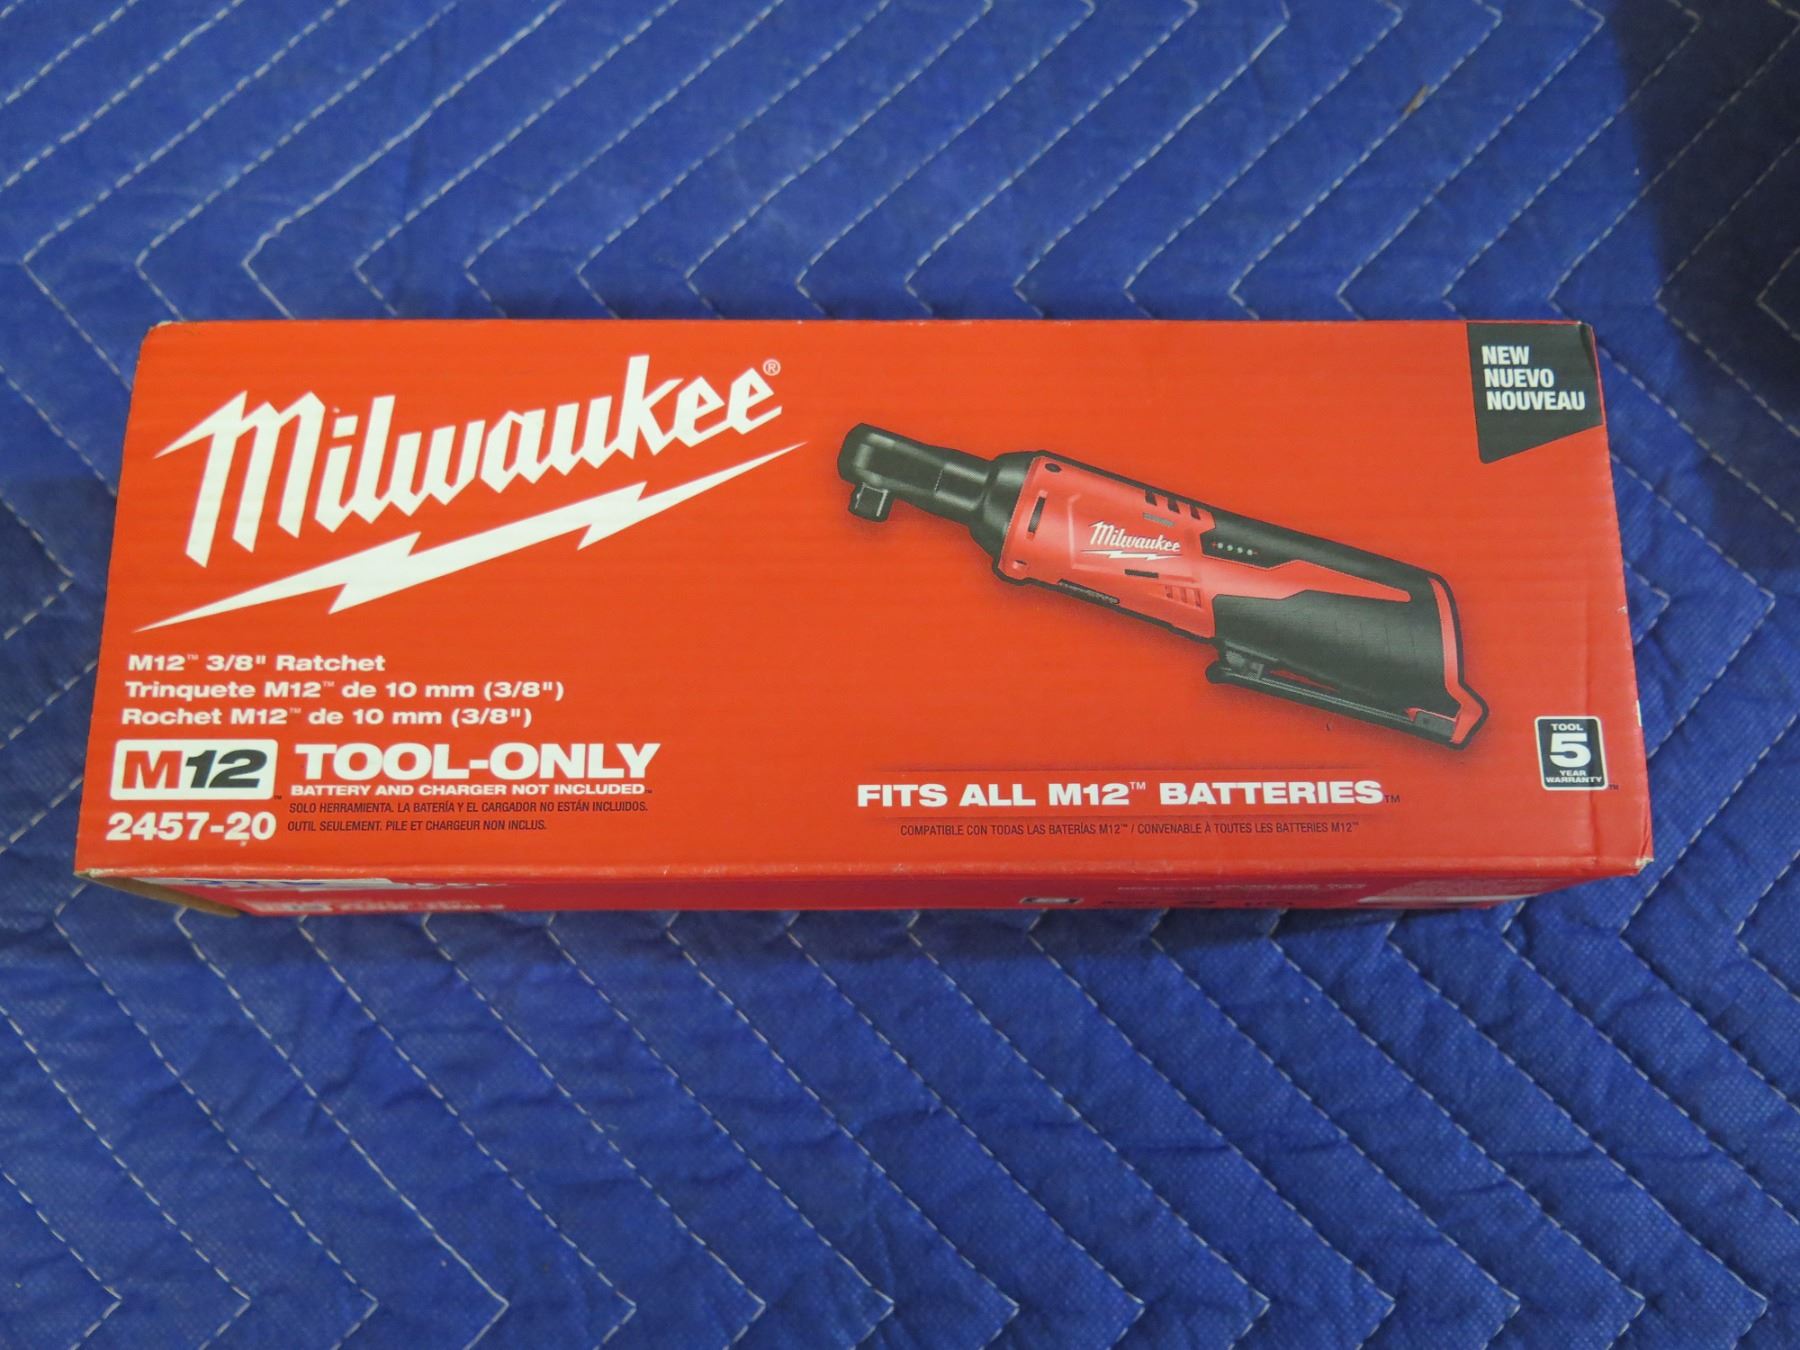 Milwaukee®
NEW
NUEVO
NOUVEAU
Milwaukee
M12™ 3/8" Ratchet
Trinquete M12™ de 10 mm (3/8")
Rochet M12™ de 10 mm (3/8")
M12™ TOOL-ONLY
BATTERY AND CHARGER NOT INCLUDED™
SOLO HERRAMIENTA. LA BATERÍA Y EL CARGADOR NO ESTÁN INCLUIDOS.
2457-20
OUTIL SEULEMENT. PILE ET CHARGEUR NON INCLUS.
FITS ALL M12™ BATTERIES™
COMPATIBLE CON TODAS LAS BATERÍAS M12™ / CONVENABLE À TOUTES LES BATTERIES M12™
TOOL
5
YEAR
WARRANTY™